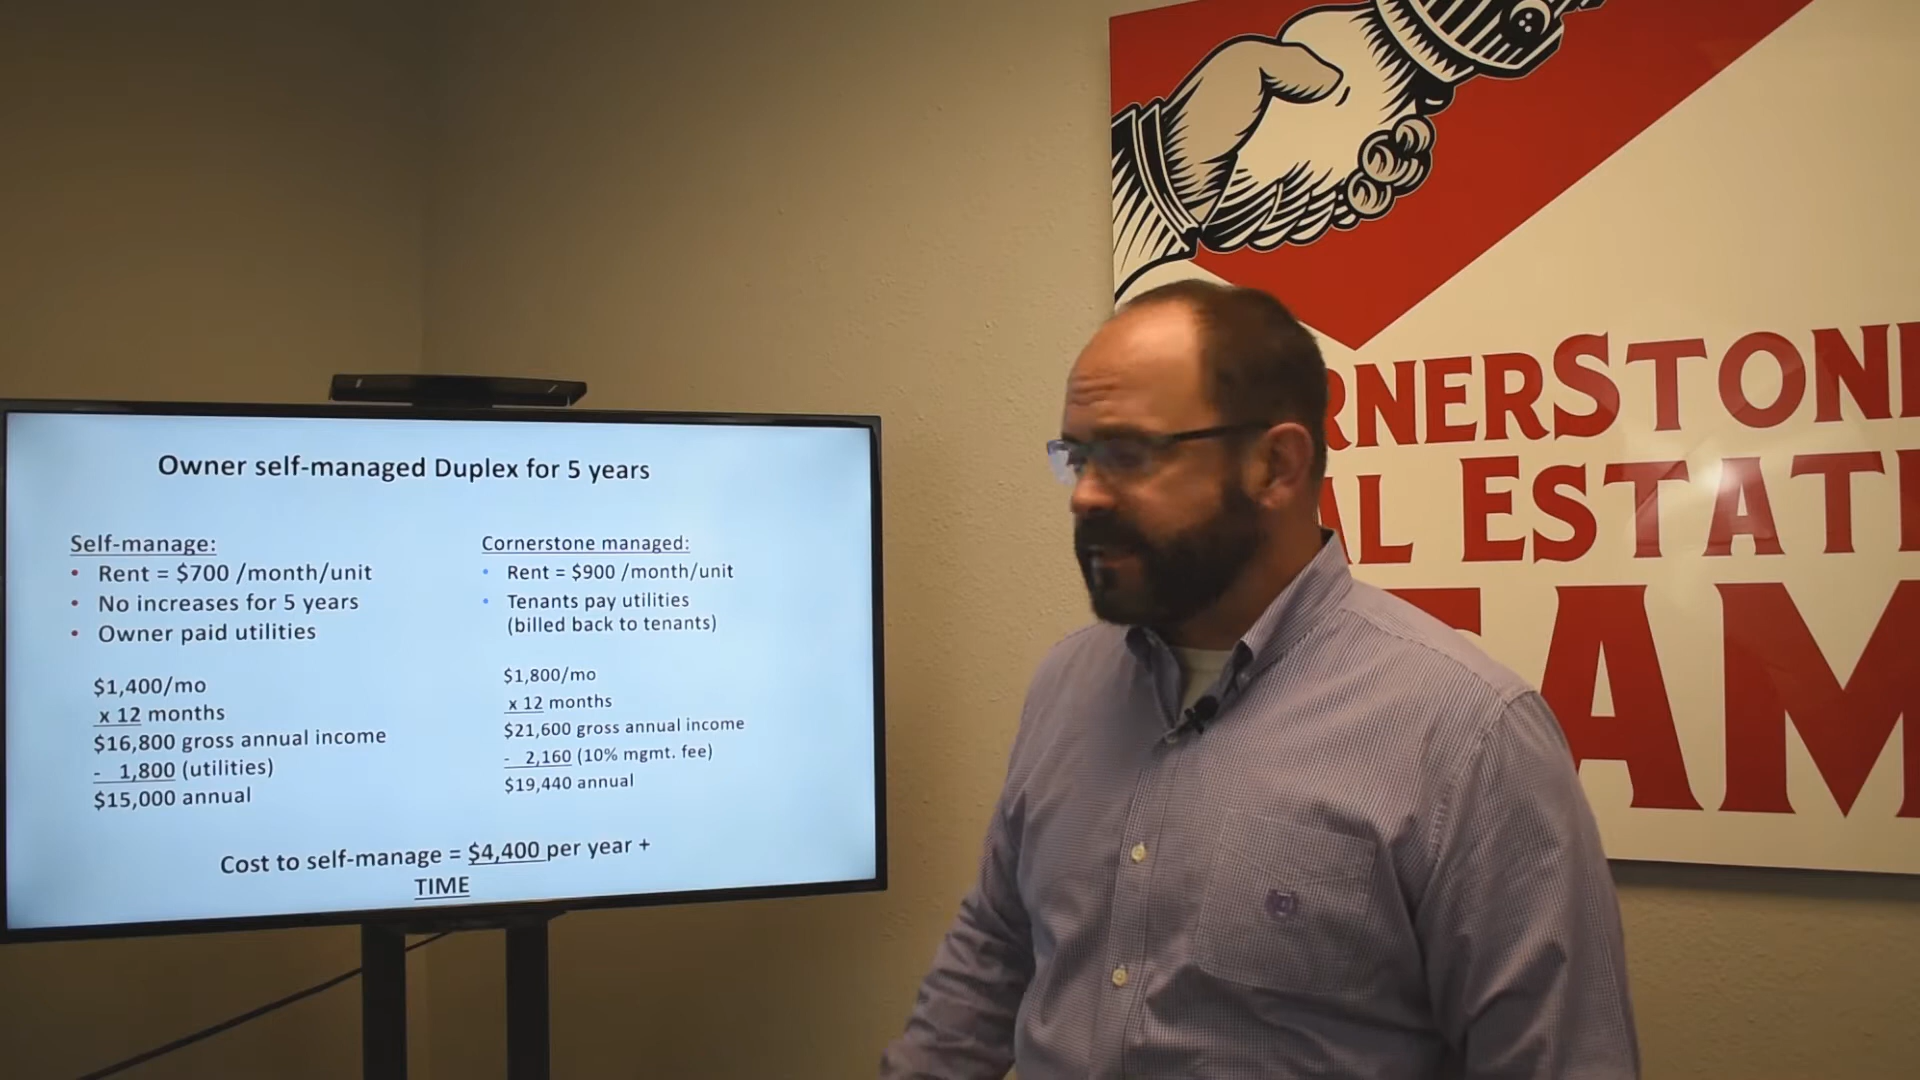 Owner self-managed Duplex for 5 years
Self-manage:
• Rent = $700 /month/unit
• No increases for 5 years
• Owner paid utilities
$1,400/mo
x 12 months
$16,800 gross annual income
- 1,800 (utilities)
$15,000 annual
Cornerstone managed:
• Rent = $900 /month/unit
• Tenants pay utilities
(billed back to tenants)
$1,800/mo
x 12 months
$21,600 gross annual income
- 2,160 (10% mgmt. fee)
$19,440 annual
Cost to self-manage = $4,400 per year +
TIME
RNERSTONE
AL ESTATE
EAM